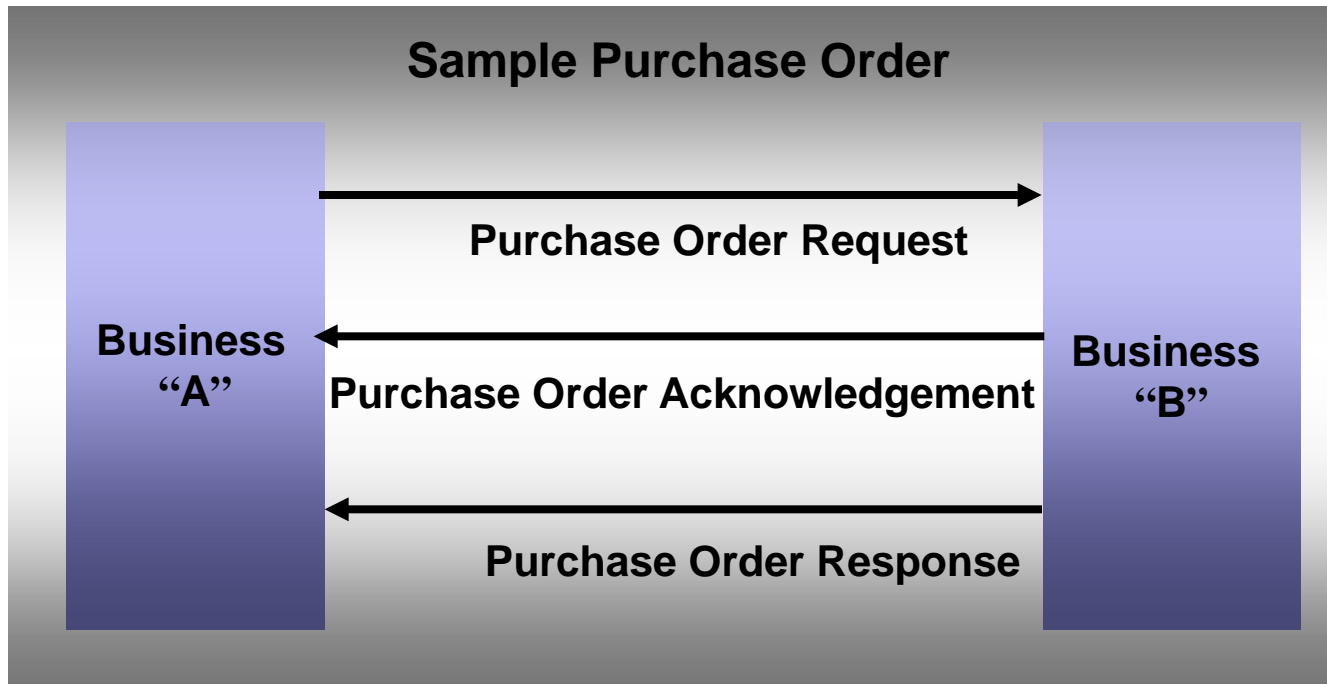 Sample Purchase Order
Purchase Order Request
Business
“A”
Purchase Order Acknowledgement
Business
“B”
Purchase Order Response